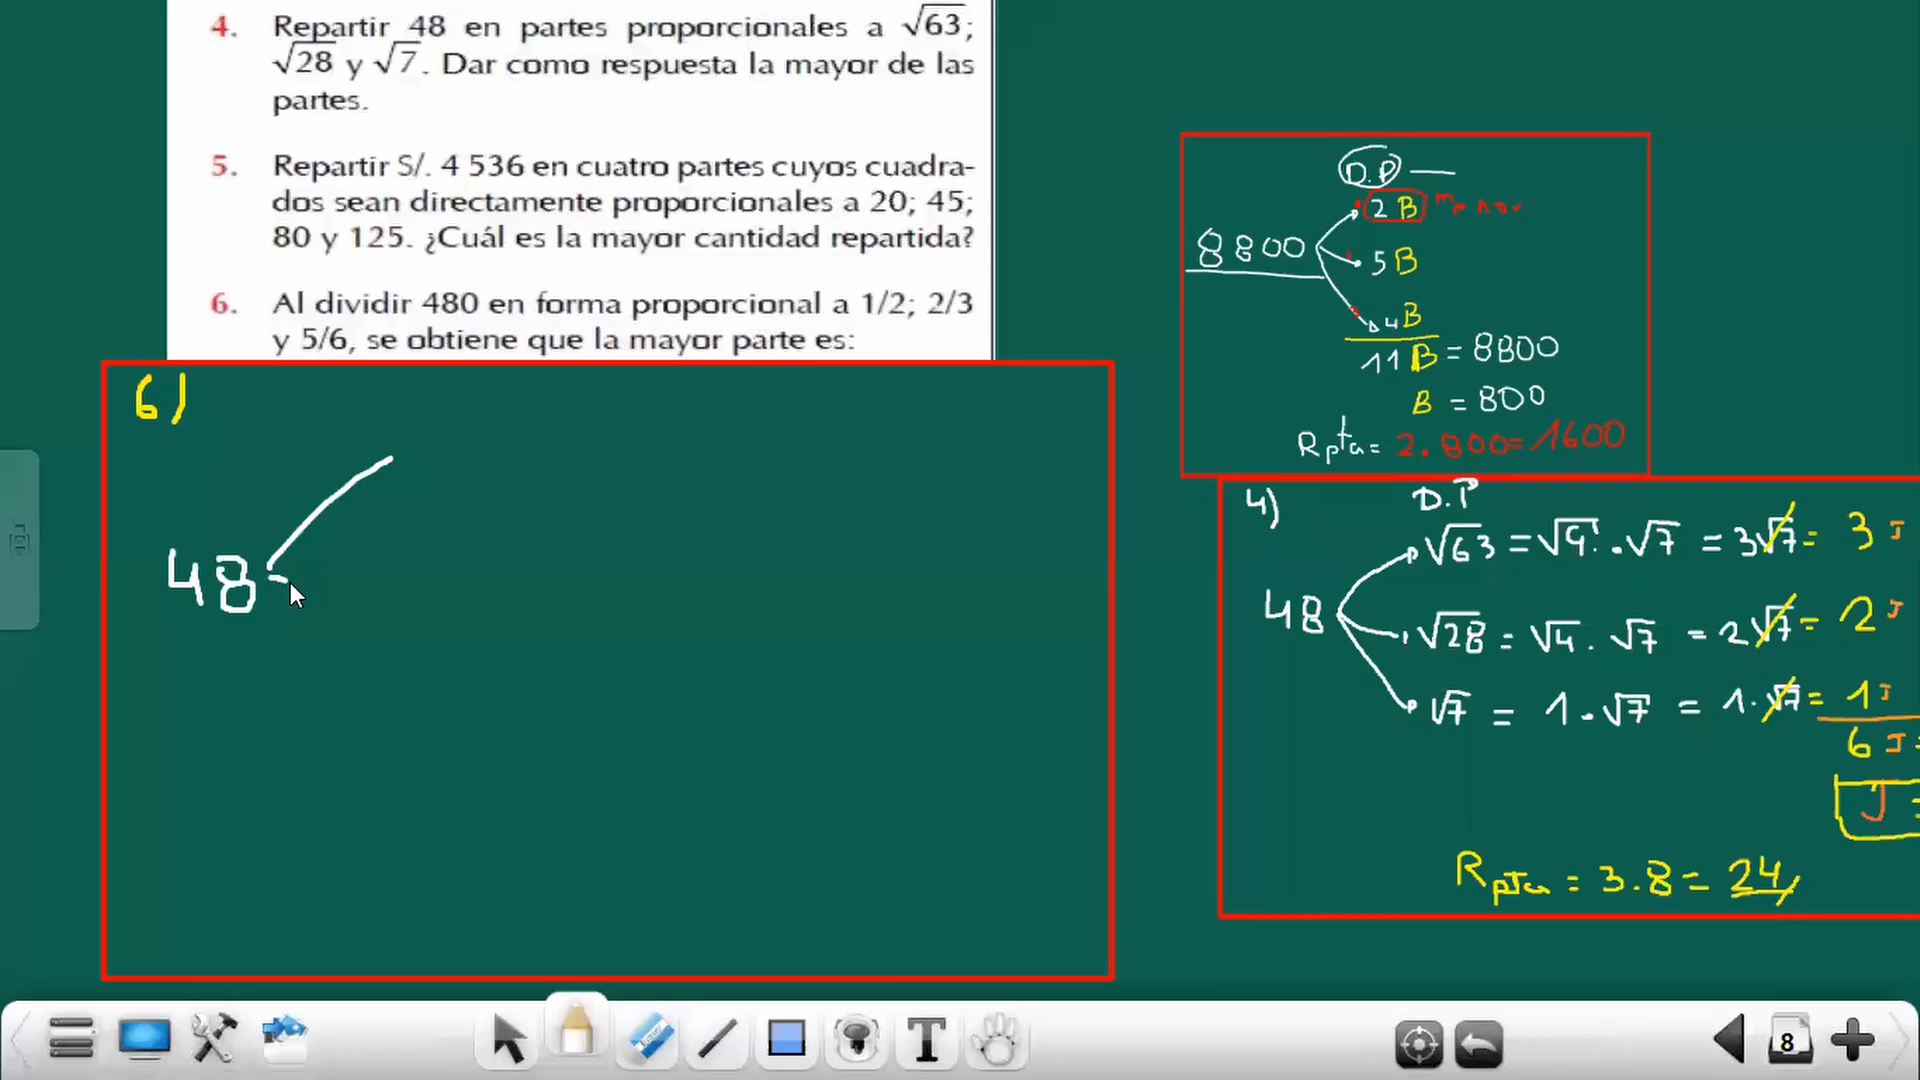 4. Repartir 48 en partes proporcionales a √63;
√28 y √7. Dar como respuesta la mayor de las
partes.
5. Repartir S/. 4 536 en cuatro partes cuyos cuadra-
dos sean directamente proporcionales a 20; 45;
80 y 125. ¿Cuál es la mayor cantidad repartida?
6. Al dividir 480 en forma proporcional a 1/2; 2/3
y 5/6, se obtiene que la mayor parte es:
6)
48
D.P
2 B menor
8800
5 B
4 B
11 B = 8800
B = 800
Rpta = 2.800= 1600
4) D.P
√63 = √9 . √7 = 3√7 = 3 J
48
√28 = √4 . √7 = 2√7 = 2 J
√7 = 1 . √7 = 1.√7 = 1 J
6 J =
J =
Rpta = 3.8 = 24
T
8